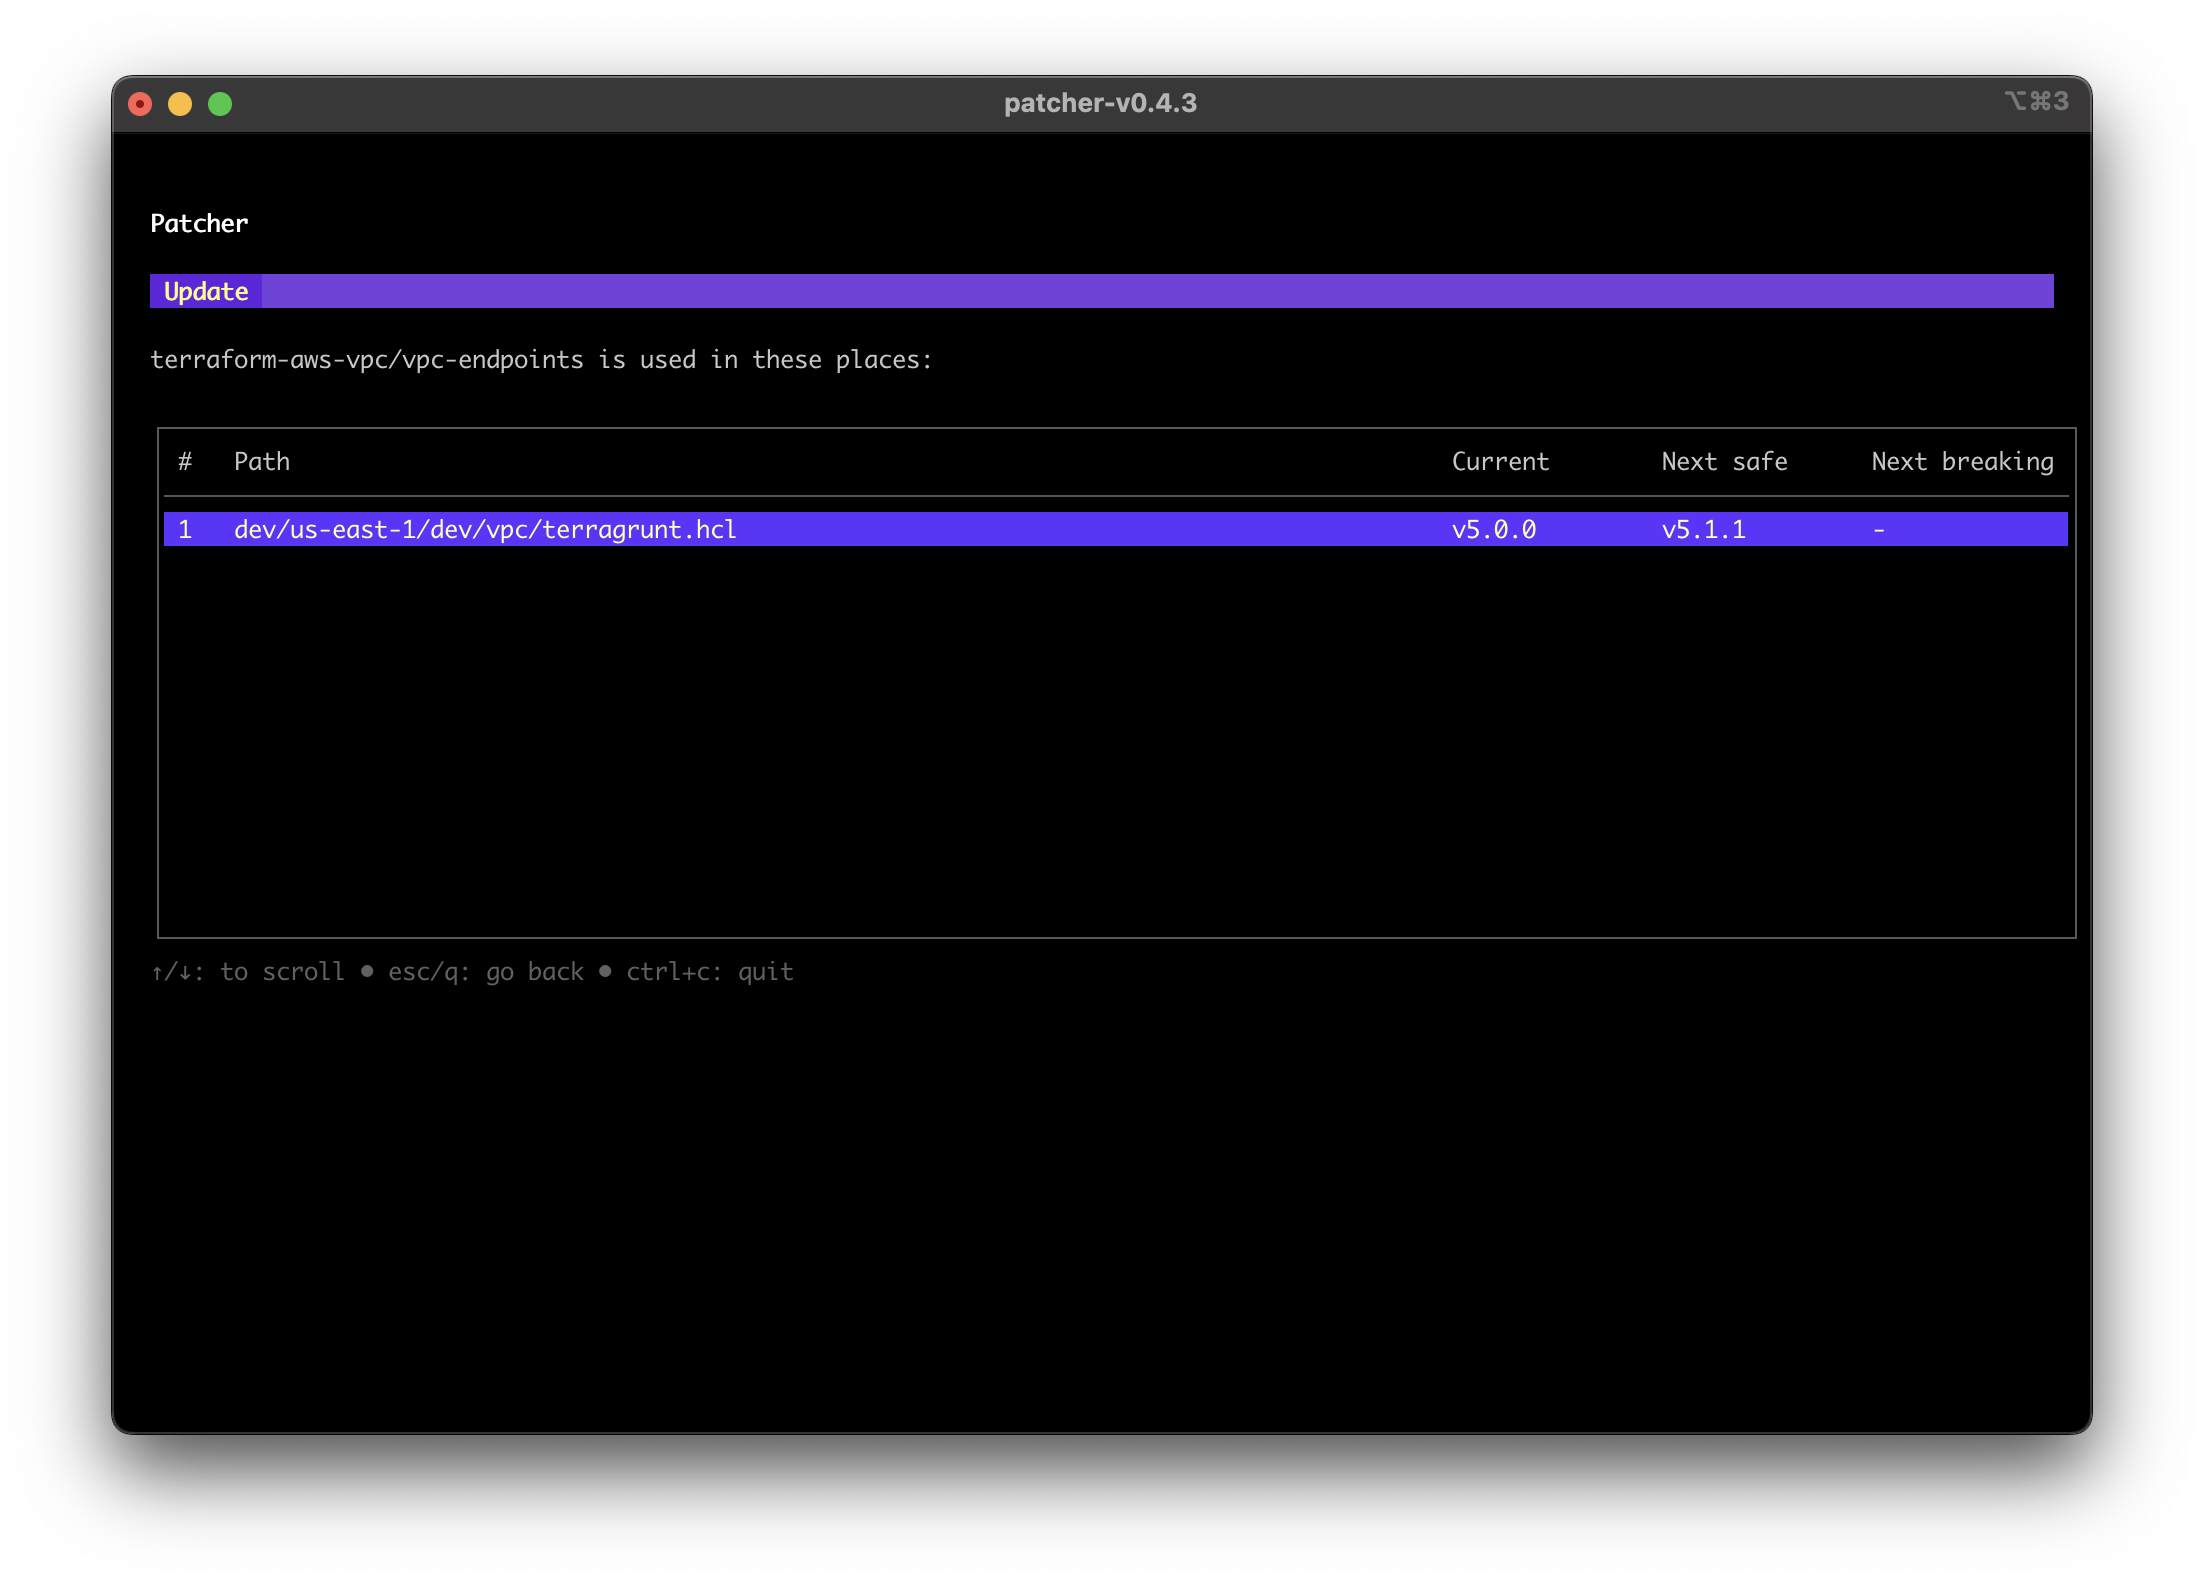 patcher-v0.4.3
⌥⌘3
Patcher
Update
terraform-aws-vpc/vpc-endpoints is used in these places:
# Path Current Next safe Next breaking
1 dev/us-east-1/dev/vpc/terragrunt.hcl v5.0.0 v5.1.1 -
↑/↓: to scroll • esc/q: go back • ctrl+c: quit